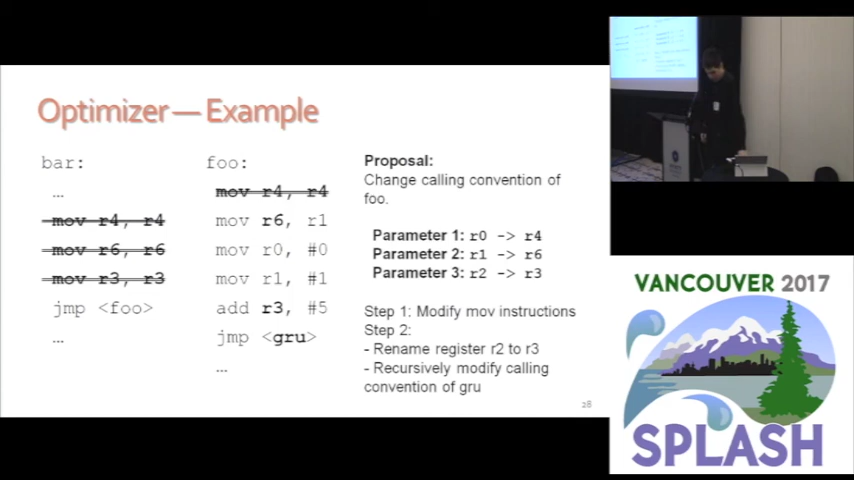 Optimizer — Example
bar:
…
mov r4, r4
mov r6, r6
mov r3, r3
jmp <foo>
…
foo:
mov r4, r4
mov r6, r1
mov r0, #0
mov r1, #1
add r3, #5
jmp <gru>
…
Proposal:
Change calling convention of
foo.
Parameter 1: r0 -> r4
Parameter 2: r1 -> r6
Parameter 3: r2 -> r3
Step 1: Modify mov instructions
Step 2:
- Rename register r2 to r3
- Recursively modify calling
convention of gru
28
VANCOUVER 2017
SPLASH